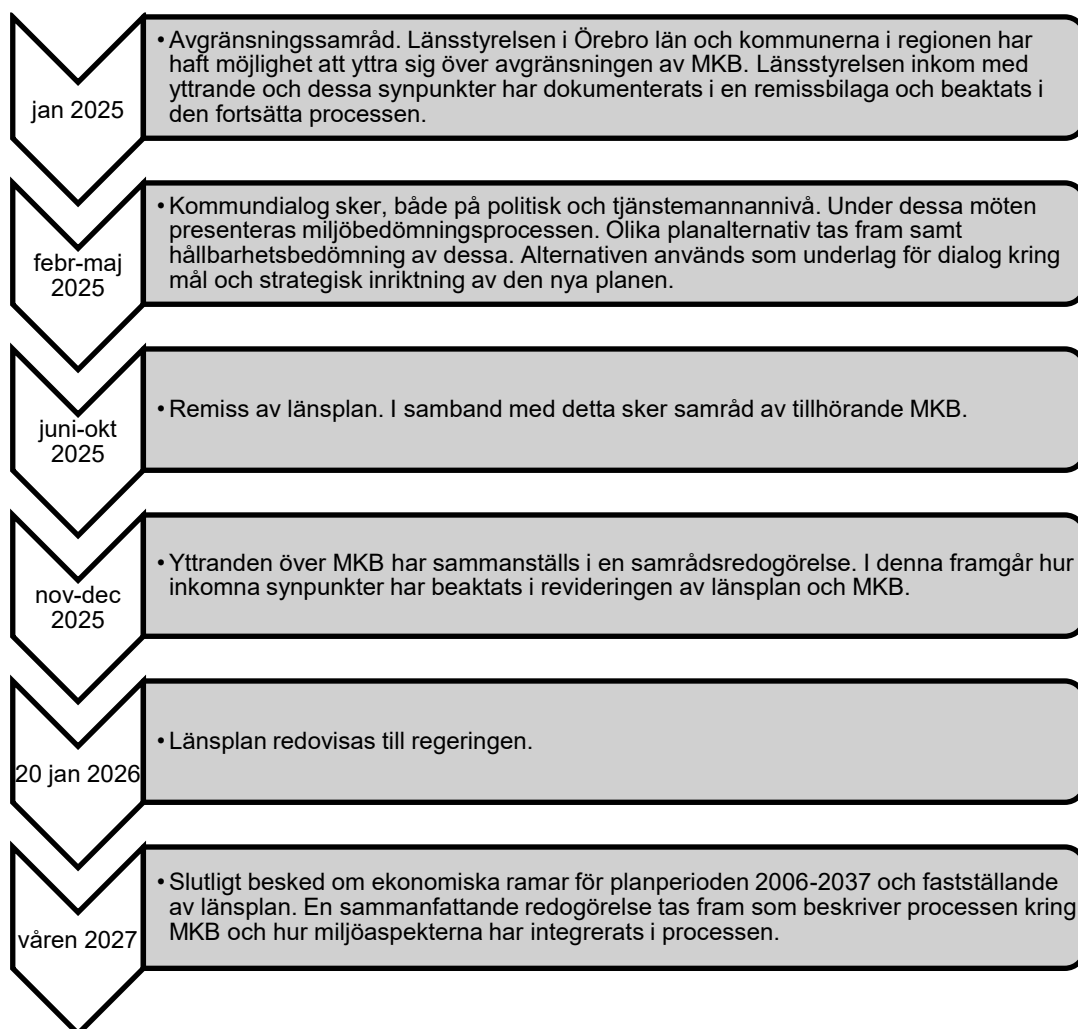 jan 2025
• Avgränsningssamråd. Länsstyrelsen i Örebro län och kommunerna i regionen har
haft möjlighet att yttra sig över avgränsningen av MKB. Länsstyrelsen inkom med
yttrande och dessa synpunkter har dokumenterats i en remissbilaga och beaktats i
den fortsätta processen.
febr-maj
2025
• Kommundialog sker, både på politisk och tjänstemannannivå. Under dessa möten
presenteras miljöbedömningsprocessen. Olika planalternativ tas fram samt
hållbarhetsbedömning av dessa. Alternativen används som underlag för dialog kring
mål och strategisk inriktning av den nya planen.
juni-okt
2025
• Remiss av länsplan. I samband med detta sker samråd av tillhörande MKB.
nov-dec
2025
• Yttranden över MKB har sammanställs i en samrådsredogörelse. I denna framgår hur
inkomna synpunkter har beaktats i revideringen av länsplan och MKB.
20 jan 2026
• Länsplan redovisas till regeringen.
våren 2027
• Slutligt besked om ekonomiska ramar för planperioden 2006-2037 och fastställande
av länsplan. En sammanfattande redogörelse tas fram som beskriver processen kring
MKB och hur miljöaspekterna har integrerats i processen.